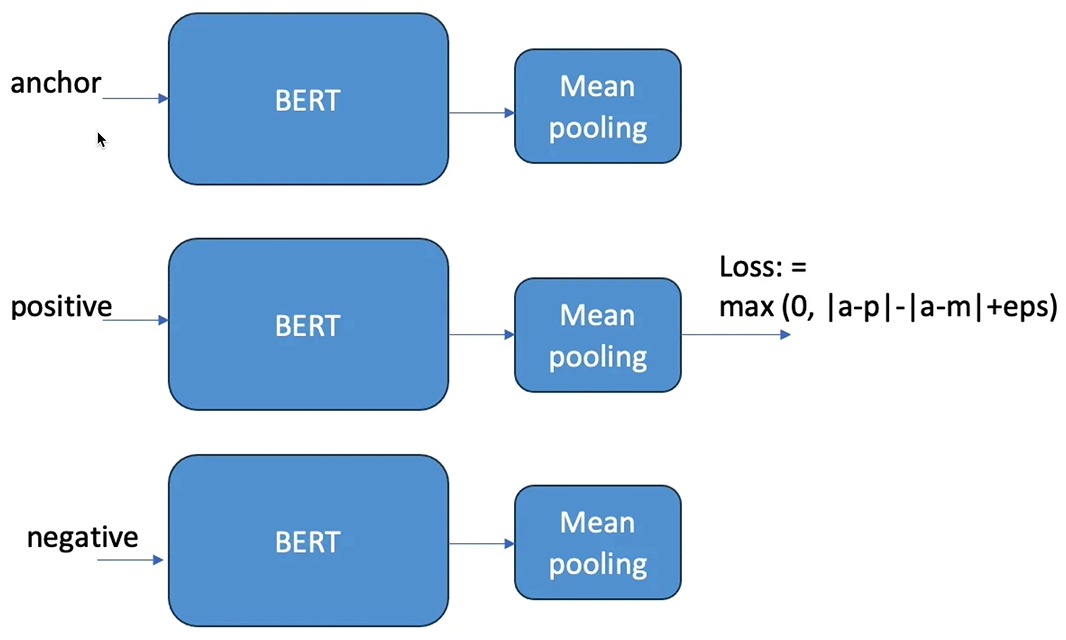 anchor
BERT
Mean
pooling
positive
BERT
Mean
pooling
Loss: =
max (0, |a-p|-|a-m|+eps)
negative
BERT
Mean
pooling